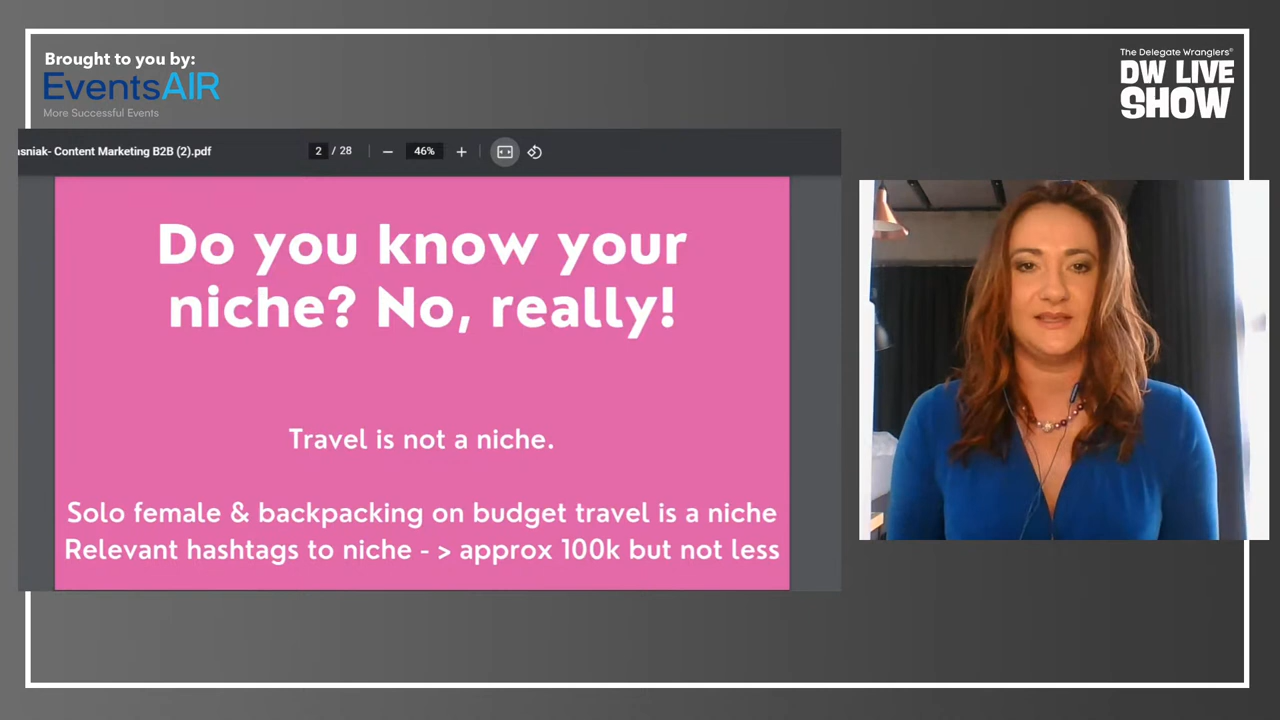 Brought to you by:
EventsAIR
More Successful Events
The Delegate Wranglers®
DW LIVE
SHOW
asniak- Content Marketing B2B (2).pdf
2 / 28
46%
Do you know your
niche? No, really!
Travel is not a niche.
Solo female & backpacking on budget travel is a niche
Relevant hashtags to niche - > approx 100k but not less